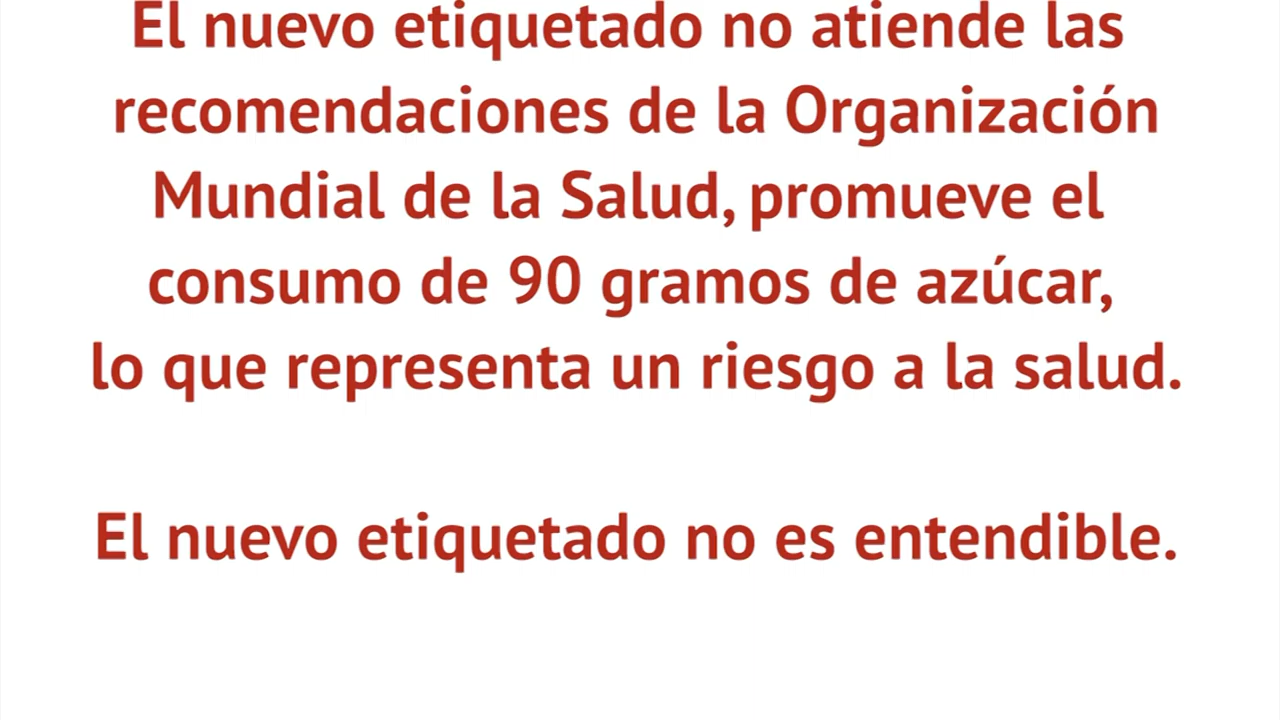 El nuevo etiquetado no atiende las
recomendaciones de la Organización
Mundial de la Salud, promueve el
consumo de 90 gramos de azúcar,
lo que representa un riesgo a la salud.
El nuevo etiquetado no es entendible.